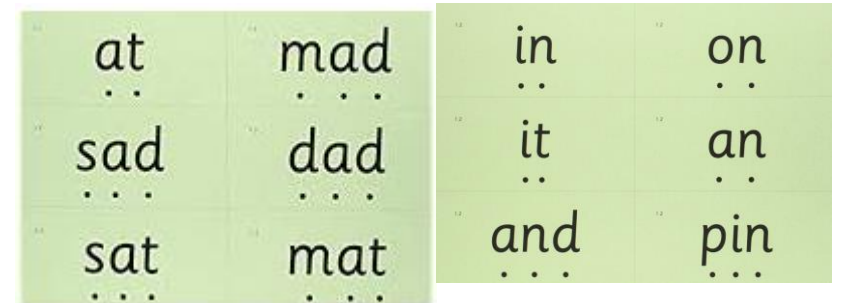 at mad
sad dad
sat mat
in on
it an
and pin